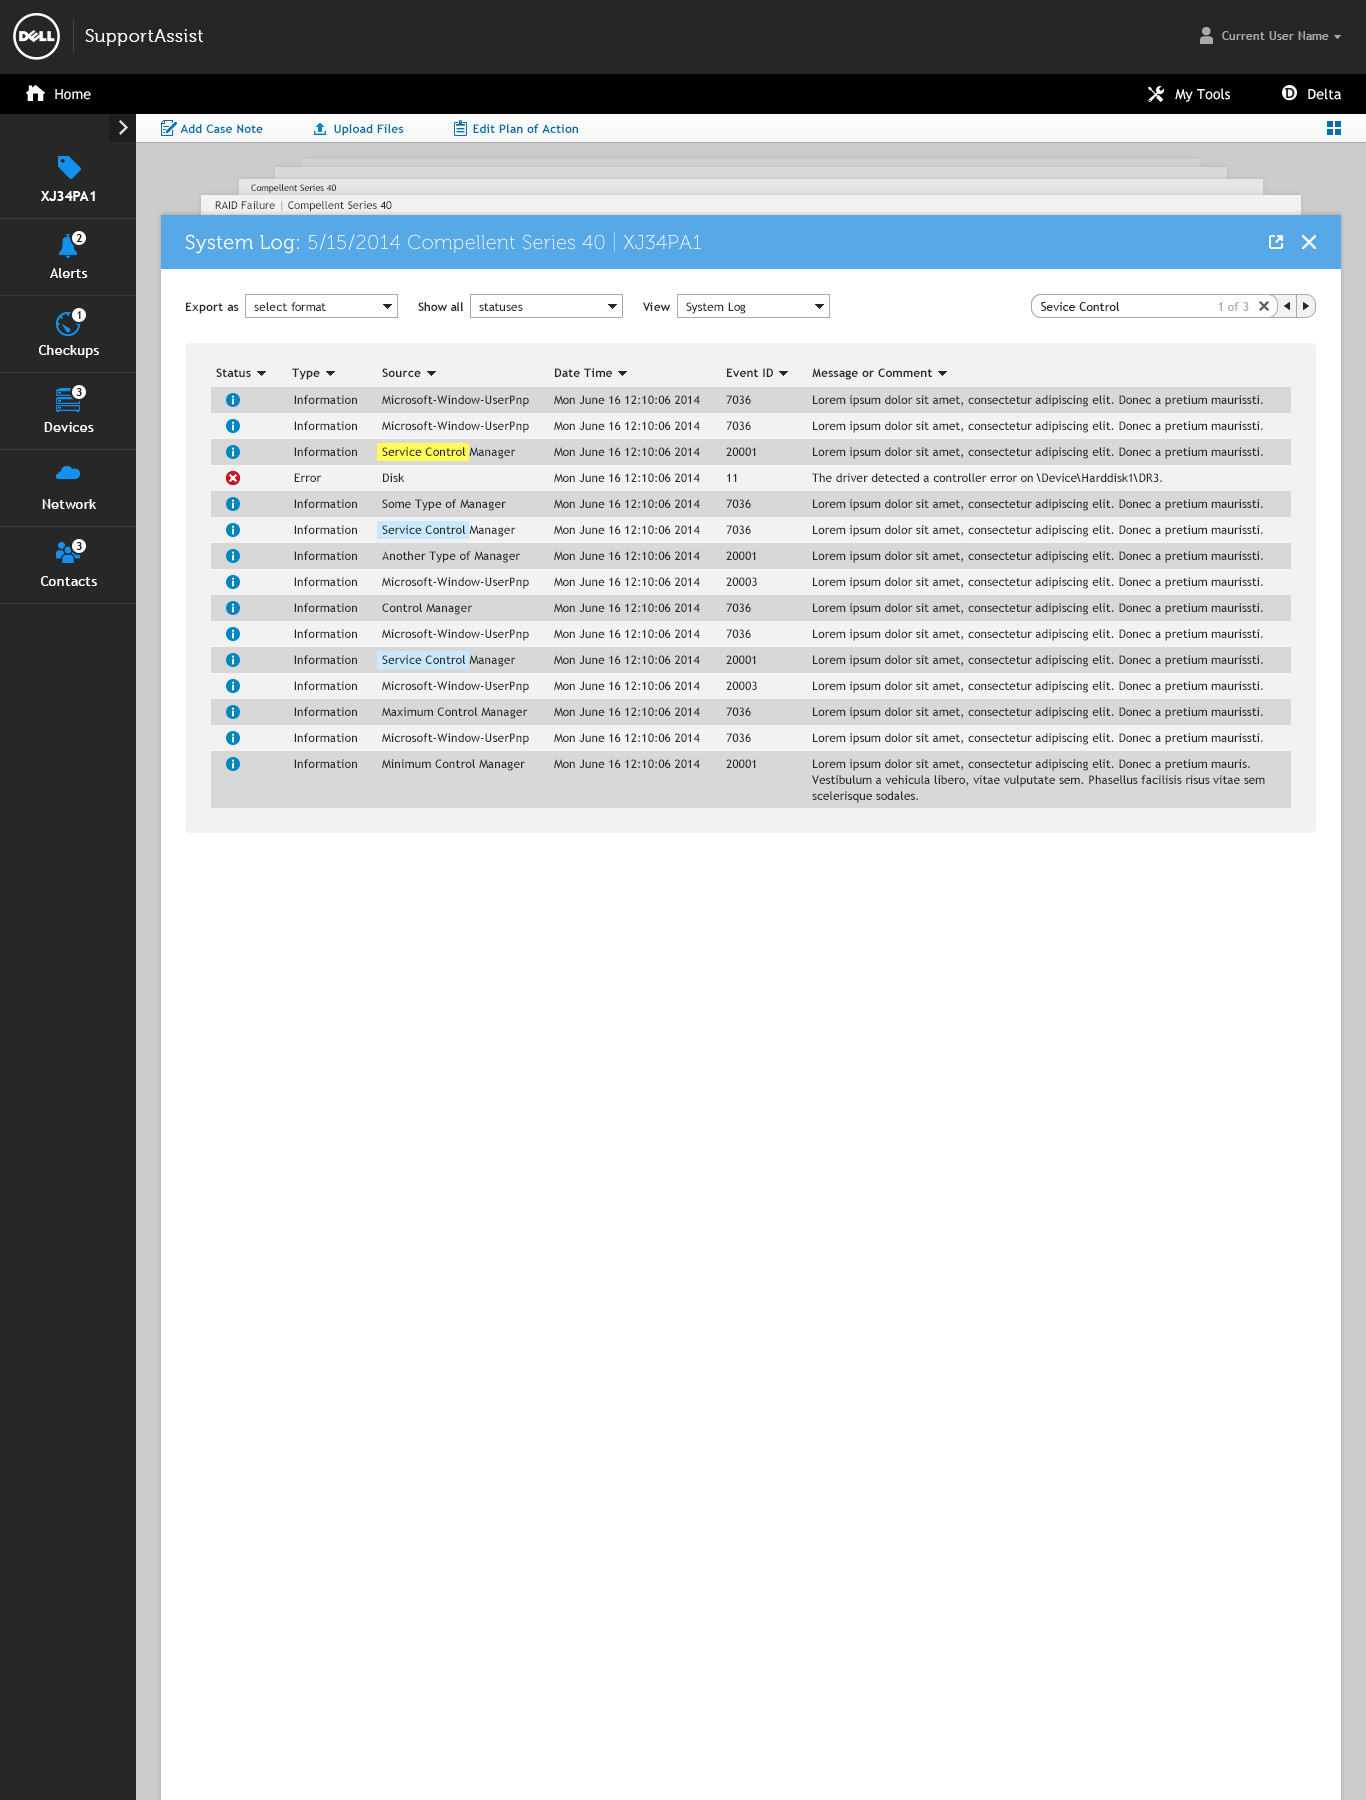 DELL SupportAssist Current User Name
Home My Tools D Delta
Add Case Note Upload Files Edit Plan of Action
XJ34PA1
2
Alerts
1
Checkups
3
Devices
Network
3
Contacts
Compellent Series 40
RAID Failure | Compellent Series 40
System Log: 5/15/2014 Compellent Series 40 | XJ34PA1
Export as select format Show all statuses View System Log Sevice Control 1 of 3
Status Type Source Date Time Event ID Message or Comment
Information Microsoft-Window-UserPnp Mon June 16 12:10:06 2014 7036 Lorem ipsum dolor sit amet, consectetur adipiscing elit. Donec a pretium maurissti.
Information Microsoft-Window-UserPnp Mon June 16 12:10:06 2014 7036 Lorem ipsum dolor sit amet, consectetur adipiscing elit. Donec a pretium maurissti.
Information Service Control Manager Mon June 16 12:10:06 2014 20001 Lorem ipsum dolor sit amet, consectetur adipiscing elit. Donec a pretium maurissti.
Error Disk Mon June 16 12:10:06 2014 11 The driver detected a controller error on \Device\Harddisk1\DR3.
Information Some Type of Manager Mon June 16 12:10:06 2014 7036 Lorem ipsum dolor sit amet, consectetur adipiscing elit. Donec a pretium maurissti.
Information Service Control Manager Mon June 16 12:10:06 2014 7036 Lorem ipsum dolor sit amet, consectetur adipiscing elit. Donec a pretium maurissti.
Information Another Type of Manager Mon June 16 12:10:06 2014 20001 Lorem ipsum dolor sit amet, consectetur adipiscing elit. Donec a pretium maurissti.
Information Microsoft-Window-UserPnp Mon June 16 12:10:06 2014 20003 Lorem ipsum dolor sit amet, consectetur adipiscing elit. Donec a pretium maurissti.
Information Control Manager Mon June 16 12:10:06 2014 7036 Lorem ipsum dolor sit amet, consectetur adipiscing elit. Donec a pretium maurissti.
Information Microsoft-Window-UserPnp Mon June 16 12:10:06 2014 7036 Lorem ipsum dolor sit amet, consectetur adipiscing elit. Donec a pretium maurissti.
Information Service Control Manager Mon June 16 12:10:06 2014 20001 Lorem ipsum dolor sit amet, consectetur adipiscing elit. Donec a pretium maurissti.
Information Microsoft-Window-UserPnp Mon June 16 12:10:06 2014 20003 Lorem ipsum dolor sit amet, consectetur adipiscing elit. Donec a pretium maurissti.
Information Maximum Control Manager Mon June 16 12:10:06 2014 7036 Lorem ipsum dolor sit amet, consectetur adipiscing elit. Donec a pretium maurissti.
Information Microsoft-Window-UserPnp Mon June 16 12:10:06 2014 7036 Lorem ipsum dolor sit amet, consectetur adipiscing elit. Donec a pretium maurissti.
Information Minimum Control Manager Mon June 16 12:10:06 2014 20001 Lorem ipsum dolor sit amet, consectetur adipiscing elit. Donec a pretium mauris.
Vestibulum a vehicula libero, vitae vulputate sem. Phasellus facilisis risus vitae sem
scelerisque sodales.